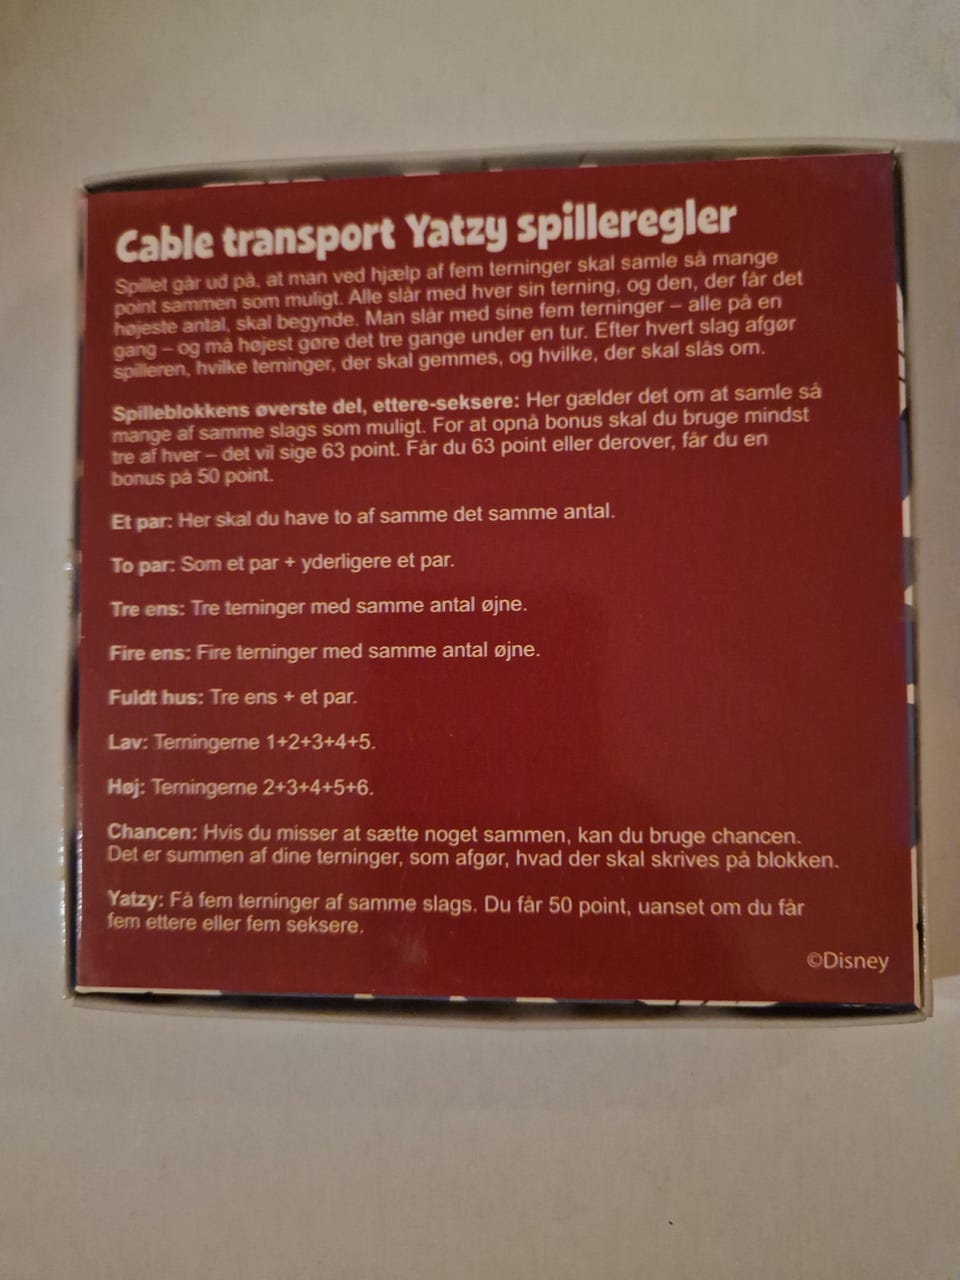 Cable transport Yatzy spilleregler
Spillet går ud på, at man ved hjælp af fem terninger skal samle så mange
point sammen som muligt. Alle slår med hver sin terning, og den, der får det
højeste antal, skal begynde. Man slår med sine fem terninger – alle på en
gang – og må højest gøre det tre gange under en tur. Efter hvert slag afgør
spilleren, hvilke terninger, der skal gemmes, og hvilke, der skal slås om.
Spilleblokkens øverste del, ettere-seksere: Her gælder det om at samle så
mange af samme slags som muligt. For at opnå bonus skal du bruge mindst
tre af hver – det vil sige 63 point. Får du 63 point eller derover, får du en
bonus på 50 point.
Et par: Her skal du have to af samme det samme antal.
To par: Som et par + yderligere et par.
Tre ens: Tre terninger med samme antal øjne.
Fire ens: Fire terninger med samme antal øjne.
Fuldt hus: Tre ens + et par.
Lav: Terningerne 1+2+3+4+5.
Høj: Terningerne 2+3+4+5+6.
Chancen: Hvis du misser at sætte noget sammen, kan du bruge chancen.
Det er summen af dine terninger, som afgør, hvad der skal skrives på blokken.
Yatzy: Få fem terninger af samme slags. Du får 50 point, uanset om du får
fem ettere eller fem seksere.
©Disney